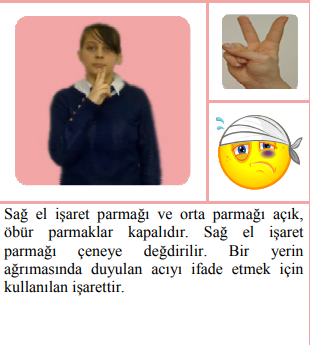 Sağ el işaret parmağı ve orta parmağı açık,
öbür parmaklar kapalıdır. Sağ el işaret
parmağı çeneye değdirilir. Bir yerin
ağrımasında duyulan acıyı ifade etmek için
kullanılan işarettir.